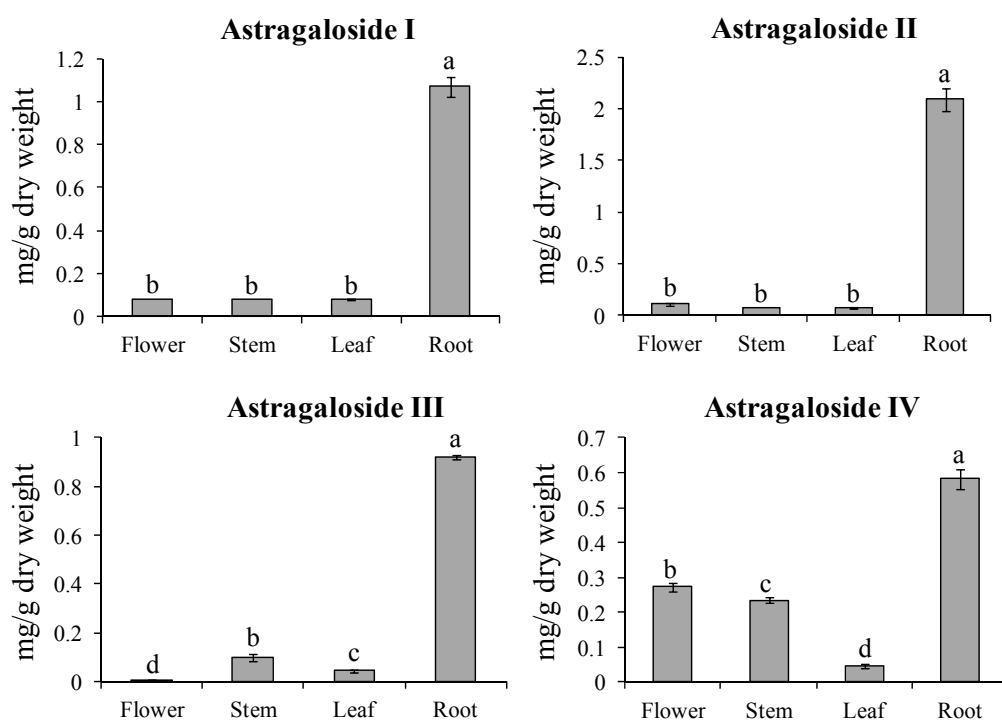 Astragaloside I
mg/g dry weight
1.2
1
0.8
0.6
0.4
0.2
0
b
b
b
a
Flower Stem Leaf Root
Astragaloside II
mg/g dry weight
2.5
2
1.5
1
0.5
0
b
b
b
a
Flower Stem Leaf Root
Astragaloside III
mg/g dry weight
1
0.8
0.6
0.4
0.2
0
d
b
c
a
Flower Stem Leaf Root
Astragaloside IV
mg/g dry weight
0.7
0.6
0.5
0.4
0.3
0.2
0.1
0
b
c
d
a
Flower Stem Leaf Root